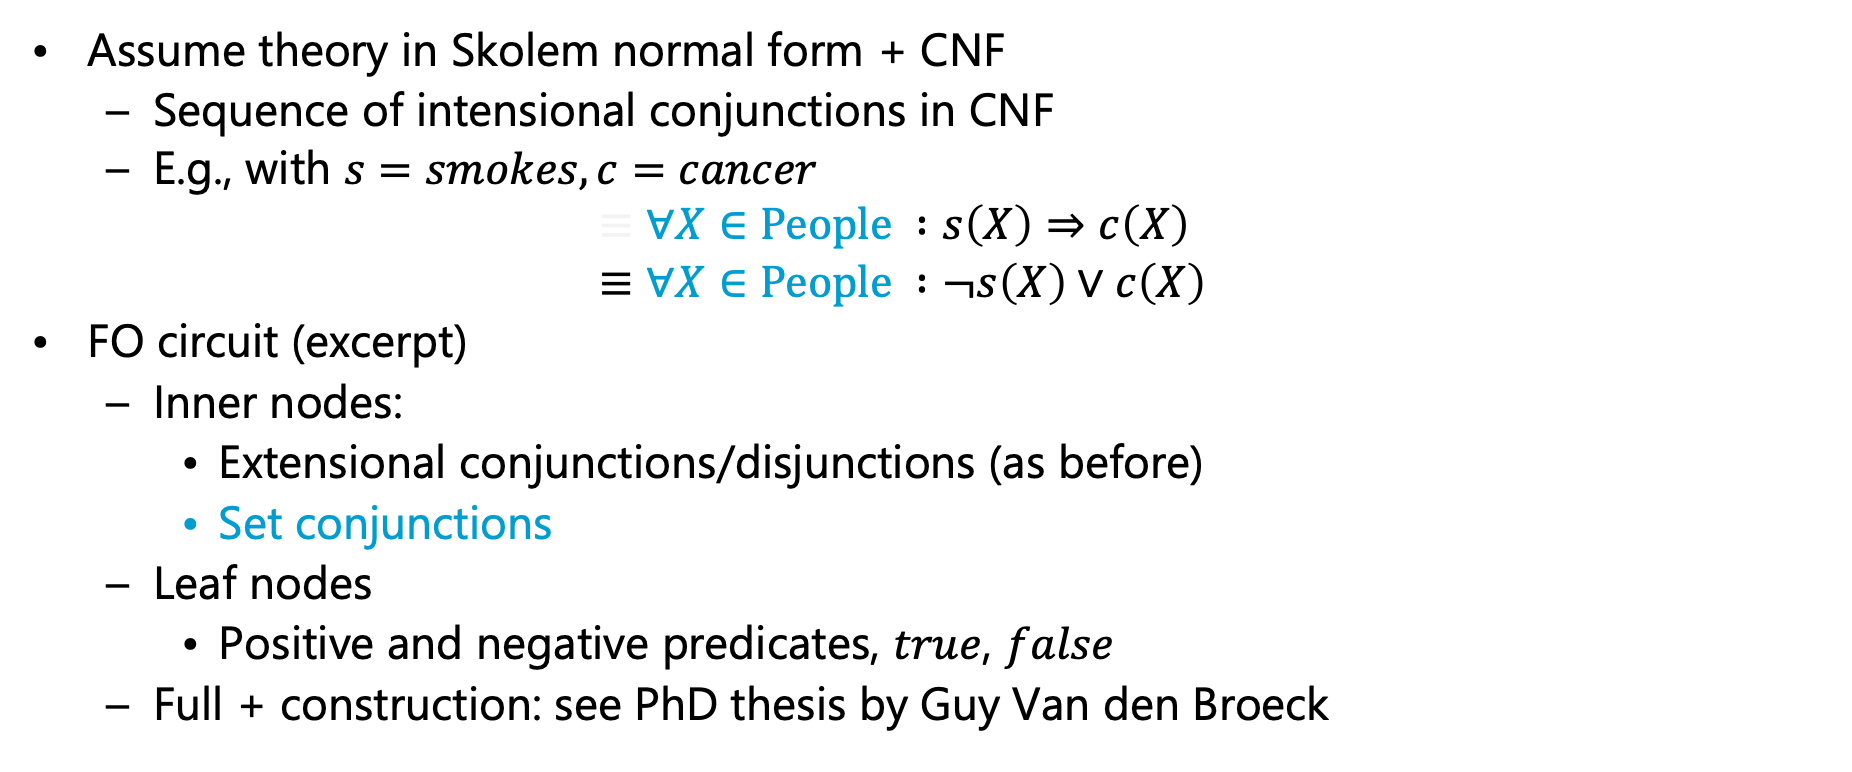 • Assume theory in Skolem normal form + CNF
– Sequence of intensional conjunctions in CNF
– E.g., with s = smokes, c = cancer
≡ ∀X ∈ People : s(X) ⇒ c(X)
≡ ∀X ∈ People : ¬s(X) ∨ c(X)
• FO circuit (excerpt)
– Inner nodes:
• Extensional conjunctions/disjunctions (as before)
• Set conjunctions
– Leaf nodes
• Positive and negative predicates, true, false
– Full + construction: see PhD thesis by Guy Van den Broeck